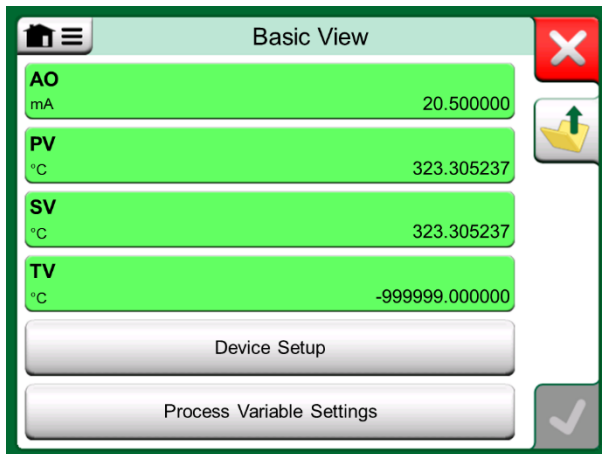 Basic View
AO
mA 20.500000
PV
°C 323.305237
SV
°C 323.305237
TV
°C -999999.000000
Device Setup
Process Variable Settings